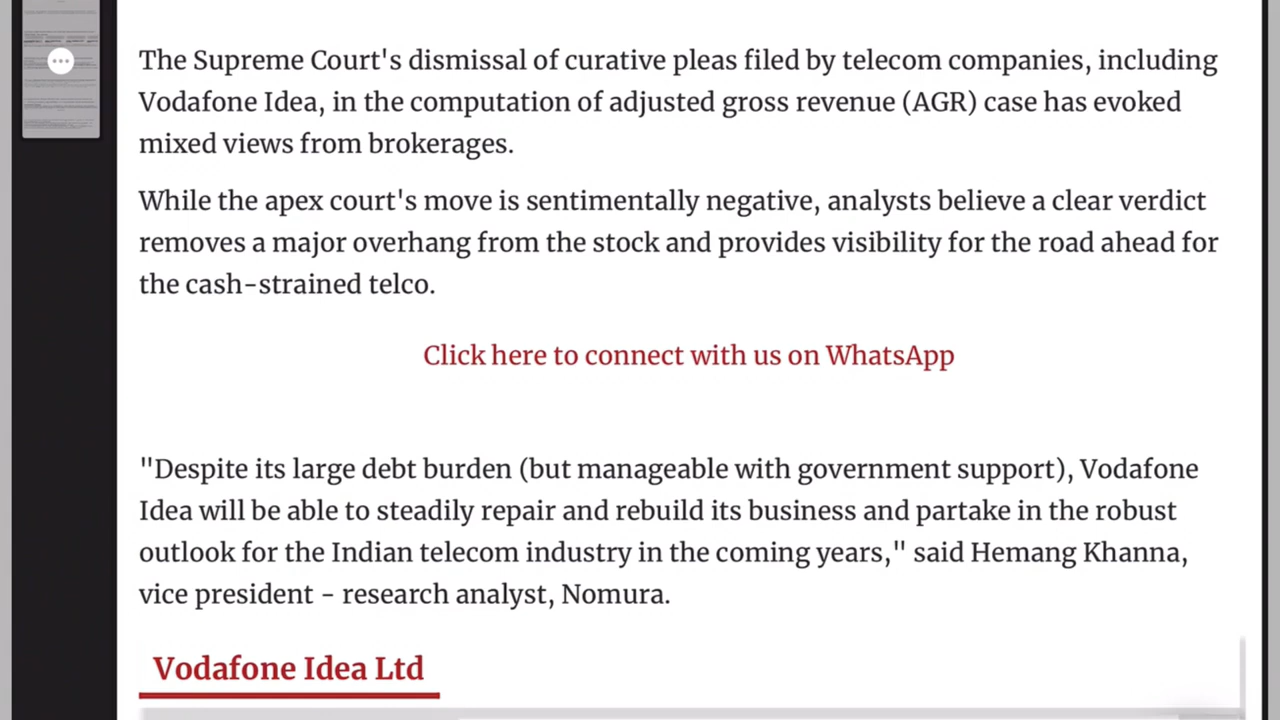 The Supreme Court's dismissal of curative pleas filed by telecom companies, including
Vodafone Idea, in the computation of adjusted gross revenue (AGR) case has evoked
mixed views from brokerages.
While the apex court's move is sentimentally negative, analysts believe a clear verdict
removes a major overhang from the stock and provides visibility for the road ahead for
the cash-strained telco.
Click here to connect with us on WhatsApp
"Despite its large debt burden (but manageable with government support), Vodafone
Idea will be able to steadily repair and rebuild its business and partake in the robust
outlook for the Indian telecom industry in the coming years," said Hemang Khanna,
vice president - research analyst, Nomura.
Vodafone Idea Ltd